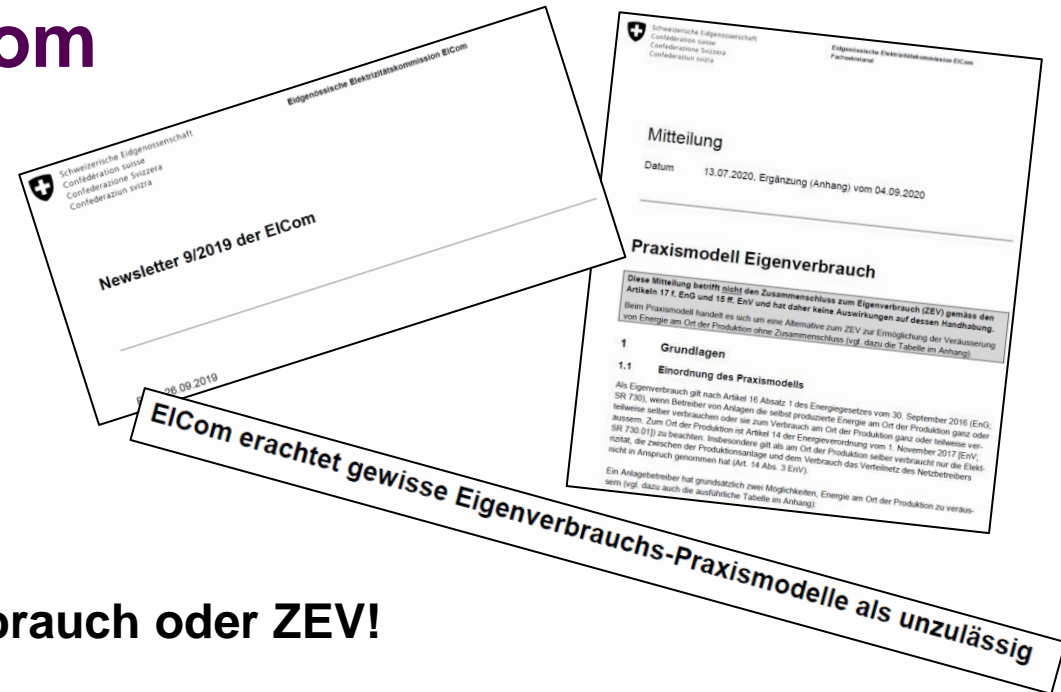 om
Schweizerische Eidgenossenschaft
Confédération suisse
Confederazione Svizzera
Confederaziun svizra
Eidgenössische Elektrizitätskommission ElCom
Newsletter 9/2019 der ElCom
26.09.2019
Schweizerische Eidgenossenschaft
Confédération suisse
Confederazione Svizzera
Confederaziun svizra
Eidgenössische Elektrizitätskommission ElCom
Fachsekretariat
Mitteilung
Datum 13.07.2020, Ergänzung (Anhang) vom 04.09.2020
Praxismodell Eigenverbrauch
Diese Mitteilung betrifft nicht den Zusammenschluss zum Eigenverbrauch (ZEV) gemäss den
Artikeln 17 f. EnG und 15 ff. EnV und hat daher keine Auswirkungen auf dessen Handhabung.
Beim Praxismodell handelt es sich um eine Alternative zum ZEV zur Ermöglichung der Veräusserung
von Energie am Ort der Produktion ohne Zusammenschluss (vgl. dazu die Tabelle im Anhang)
1 Grundlagen
1.1 Einordnung des Praxismodells
Als Eigenverbrauch gilt nach Artikel 16 Absatz 1 des Energiegesetzes vom 30. September 2016 (EnG;
SR 730), wenn Betreiber von Anlagen die selbst produzierte Energie am Ort der Produktion ganz oder
teilweise selber verbrauchen oder sie zum Verbrauch am Ort der Produktion ganz oder teilweise ver-
äussern. Zum Ort der Produktion ist Artikel 14 der Energieverordnung vom 1. November 2017 [EnV;
SR 730.01]) zu beachten. Insbesondere gilt als am Ort der Produktion selber verbraucht nur die Elekt-
rizität, die zwischen der Produktionsanlage und dem Verbrauch das Verteilnetz des Netzbetreibers
nicht in Anspruch genommen hat (Art. 14 Abs. 3 EnV).
Ein Anlagebetreiber hat grundsätzlich zwei Möglichkeiten, Energie am Ort der Produktion zu veräus-
sern (vgl. dazu auch die ausführliche Tabelle im Anhang):
ElCom erachtet gewisse Eigenverbrauchs-Praxismodelle als unzulässig
brauch oder ZEV!